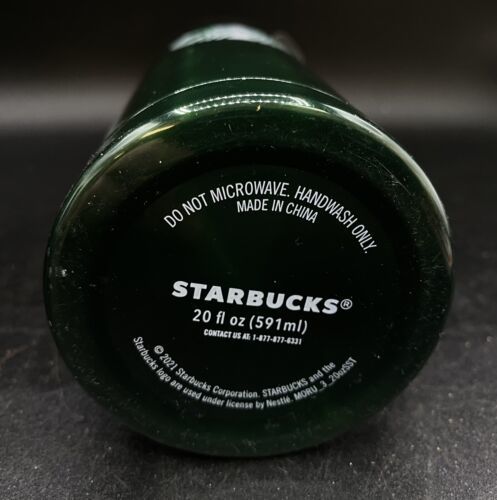 DO NOT MICROWAVE. HANDWASH ONLY.
MADE IN CHINA
STARBUCKS®
20 fl oz (591ml)
CONTACT US AT: 1-877-877-6331
© 2021 Starbucks Corporation. STARBUCKS and the
Starbucks logo are used under license by Nestlé. MORU_3_20ozSST